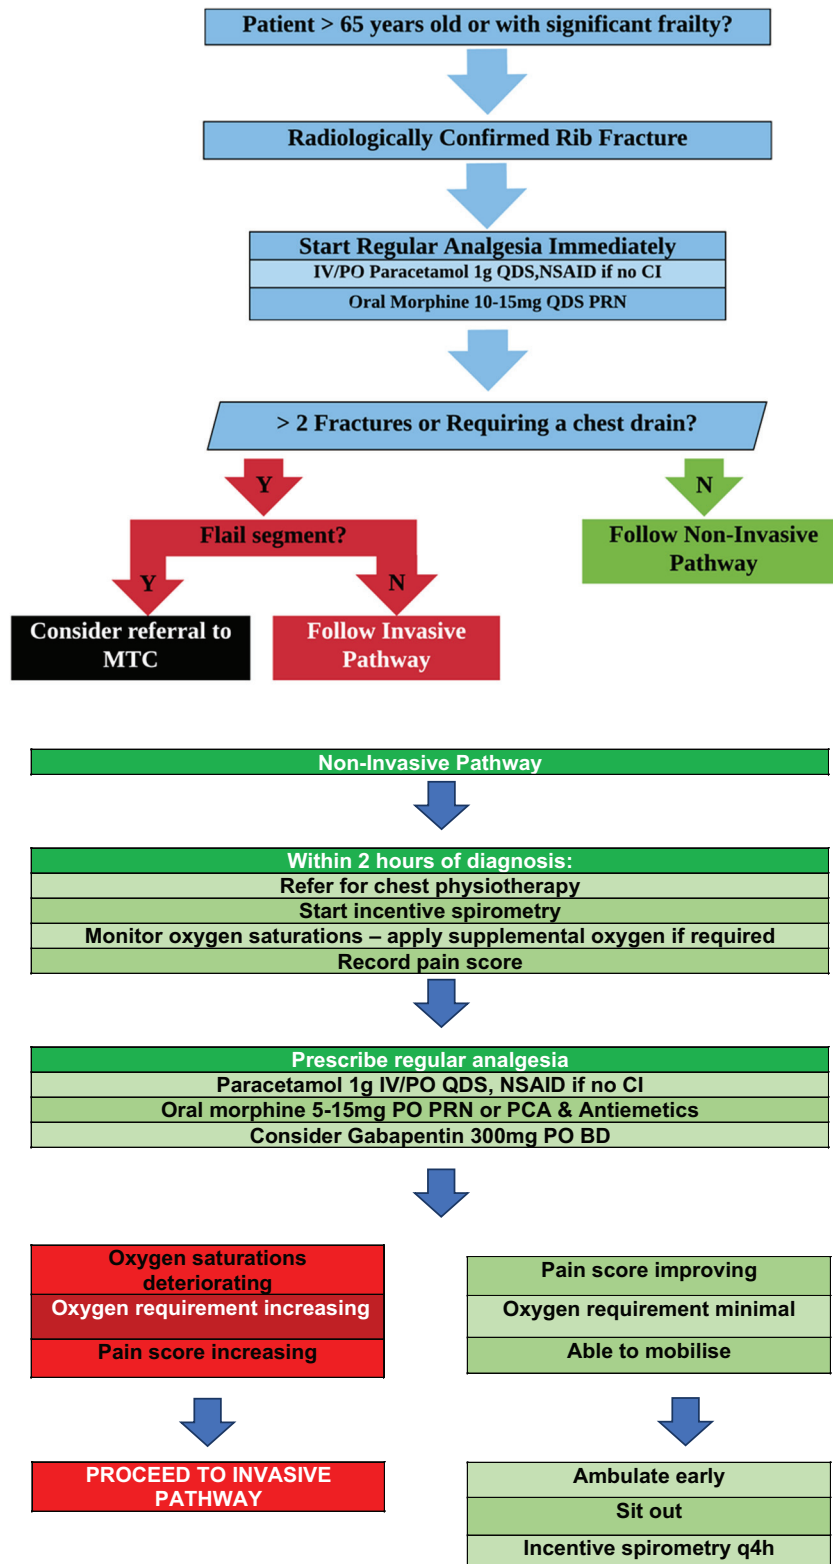 Patient > 65 years old or with significant frailty?
Radiologically Confirmed Rib Fracture
Start Regular Analgesia Immediately
IV/PO Paracetamol 1g QDS,NSAID if no CI
Oral Morphine 10-15mg QDS PRN
> 2 Fractures or Requiring a chest drain?
Y
N
Flail segment?
Follow Non-Invasive
Pathway
Y
N
Consider referral to
MTC
Follow Invasive
Pathway
Non-Invasive Pathway
Within 2 hours of diagnosis:
Refer for chest physiotherapy
Start incentive spirometry
Monitor oxygen saturations – apply supplemental oxygen if required
Record pain score
Prescribe regular analgesia
Paracetamol 1g IV/PO QDS, NSAID if no CI
Oral morphine 5-15mg PO PRN or PCA & Antiemetics
Consider Gabapentin 300mg PO BD
Oxygen saturations
deteriorating
Oxygen requirement increasing
Pain score increasing
Pain score improving
Oxygen requirement minimal
Able to mobilise
PROCEED TO INVASIVE
PATHWAY
Ambulate early
Sit out
Incentive spirometry q4h